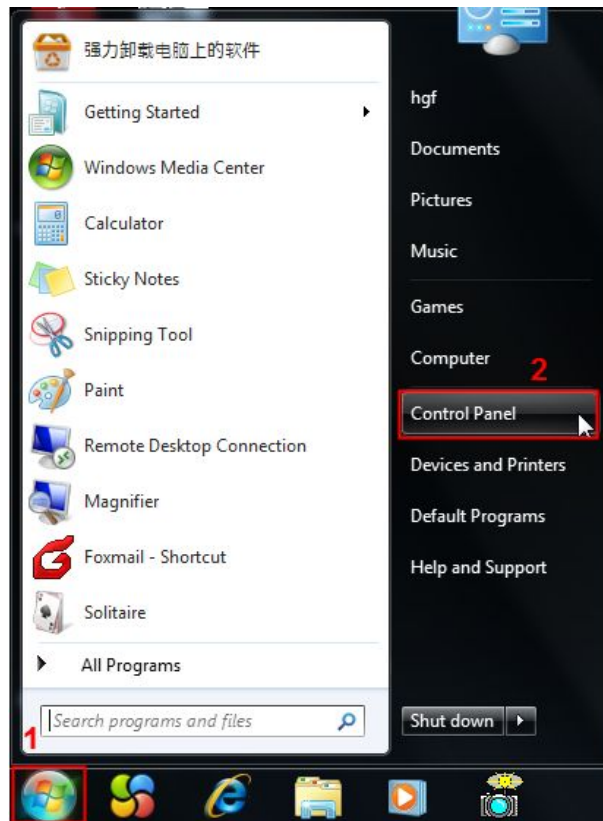 强力卸载电脑上的软件
Getting Started
Windows Media Center
Calculator
Sticky Notes
Snipping Tool
Paint
Remote Desktop Connection
Magnifier
Foxmail - Shortcut
Solitaire
All Programs
Search programs and files
1
hgf
Documents
Pictures
Music
Games
Computer
2
Control Panel
Devices and Printers
Default Programs
Help and Support
Shut down